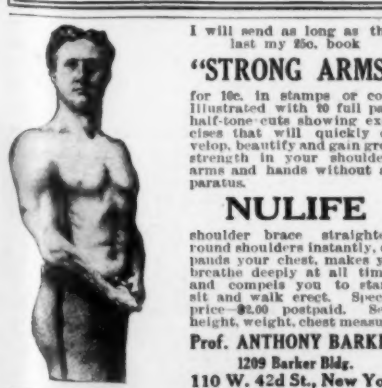 I will send as long as th
last my 25c. book
"STRONG ARMS
for 10c. in stamps or co
Illustrated with 20 full pa
half-tone cuts showing ex
cises that will quickly
velop, beautify and gain gre
strength in your shoulde
arms and hands without a
paratus.
NULIFE
shoulder brace straighte
round shoulders instantly, e
pands your chest, makes y
breathe deeply at all tim
and compels you to sta
sit and walk erect. Spec
price—$2.00 postpaid. Se
height, weight, chest measu
Prof. ANTHONY BARKE
1209 Barker Bldg.
110 W. 42d St., New Yo